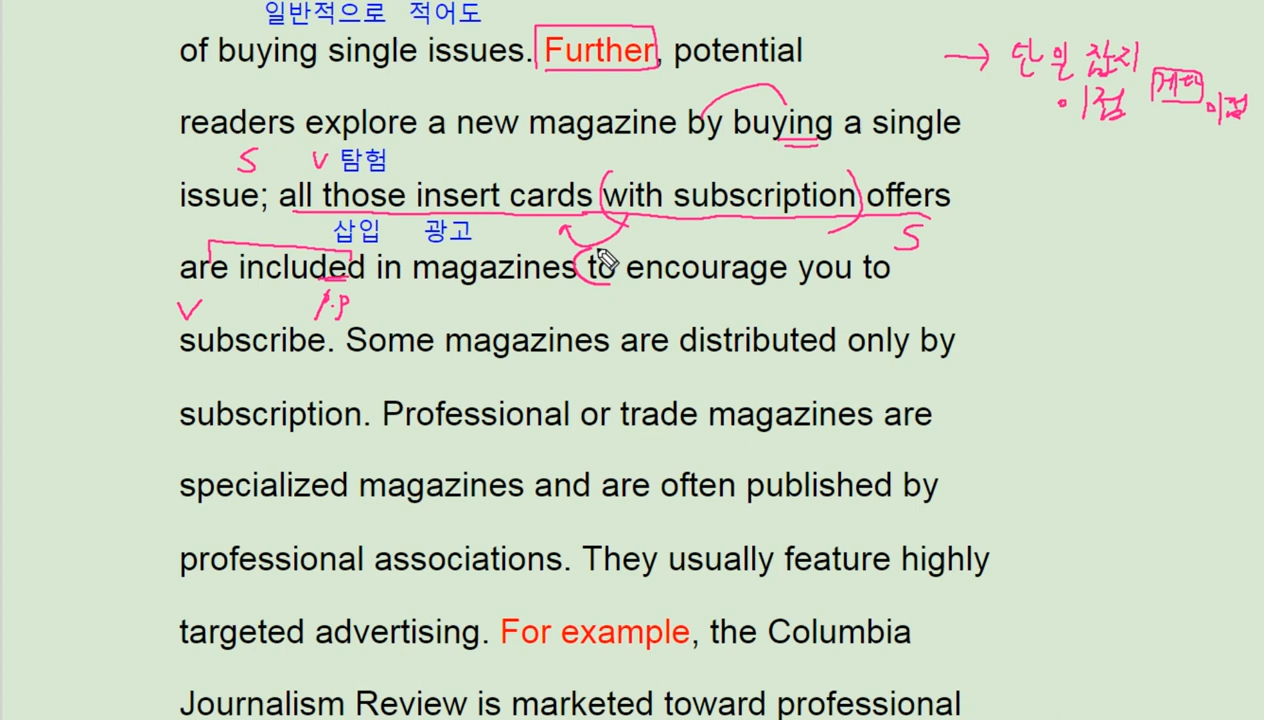 일반적으로 적어도
of buying single issues. Further, potential
→ 단일 잡지
이점 게다 이점
readers explore a new magazine by buying a single
S V 탐험
issue; all those insert cards (with subscription) offers
삽입 광고 S
are included in magazines to encourage you to
V p.p
subscribe. Some magazines are distributed only by
subscription. Professional or trade magazines are
specialized magazines and are often published by
professional associations. They usually feature highly
targeted advertising. For example, the Columbia
Journalism Review is marketed toward professional